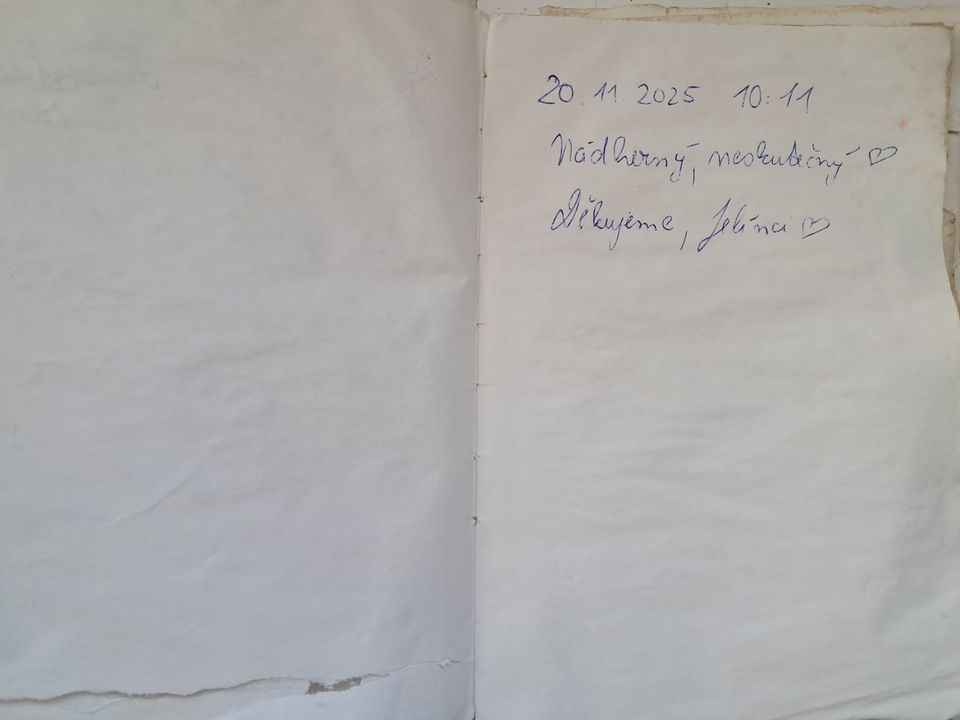 20. 11. 2025 10:11
Nádherný, neskutečný ♡
Děkujeme, Jelínci ♡